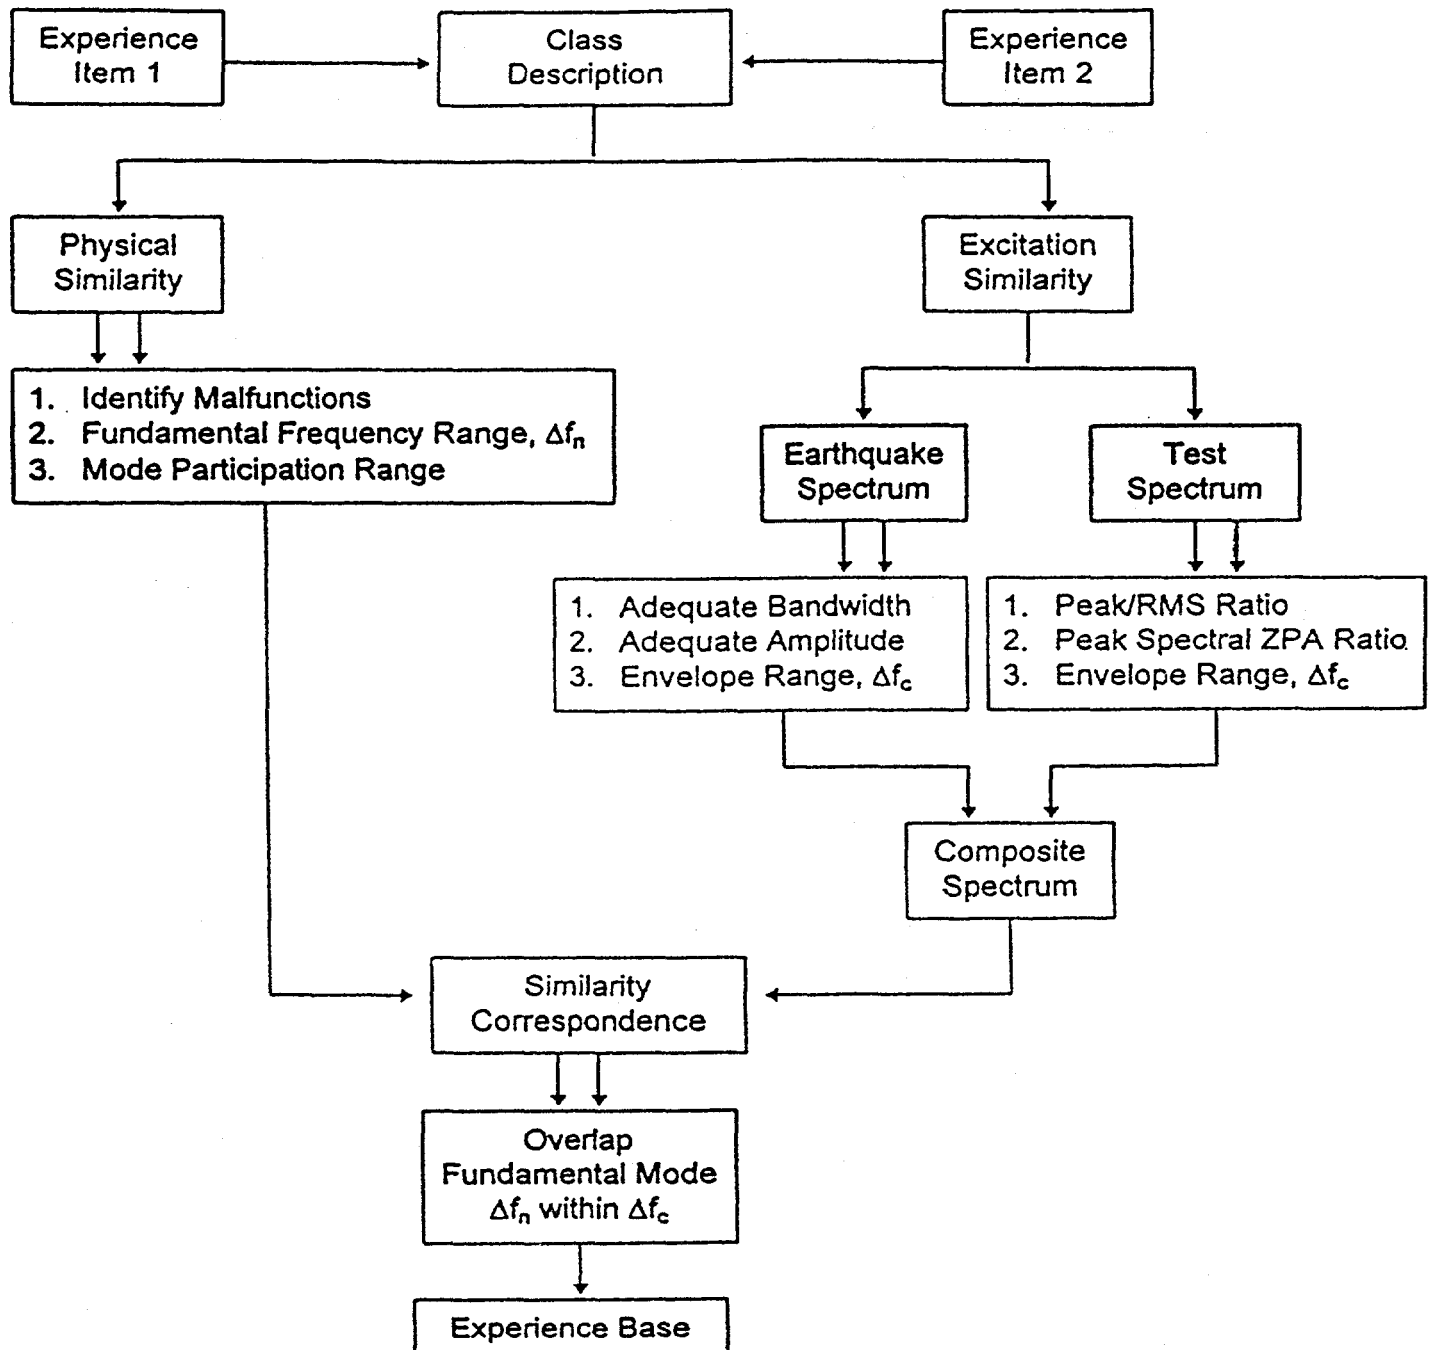 Experience
Item 1
Class
Description
Experience
Item 2
Physical
Similarity
Excitation
Similarity
1. Identify Malfunctions
2. Fundamental Frequency Range, Δfₙ
3. Mode Participation Range
Earthquake
Spectrum
Test
Spectrum
1. Adequate Bandwidth
2. Adequate Amplitude
3. Envelope Range, Δf_c
1. Peak/RMS Ratio
2. Peak Spectral ZPA Ratio
3. Envelope Range, Δf_c
Composite
Spectrum
Similarity
Correspondence
Overlap
Fundamental Mode
Δfₙ within Δf_c
Experience Base